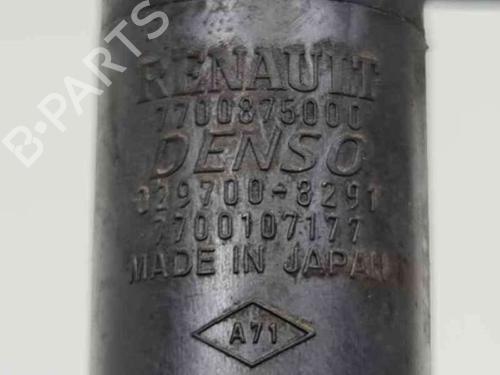 B-PARTS
RENAULT
7700875000
DENSO
029700-8291
7700107177
MADE IN JAPAN
A71